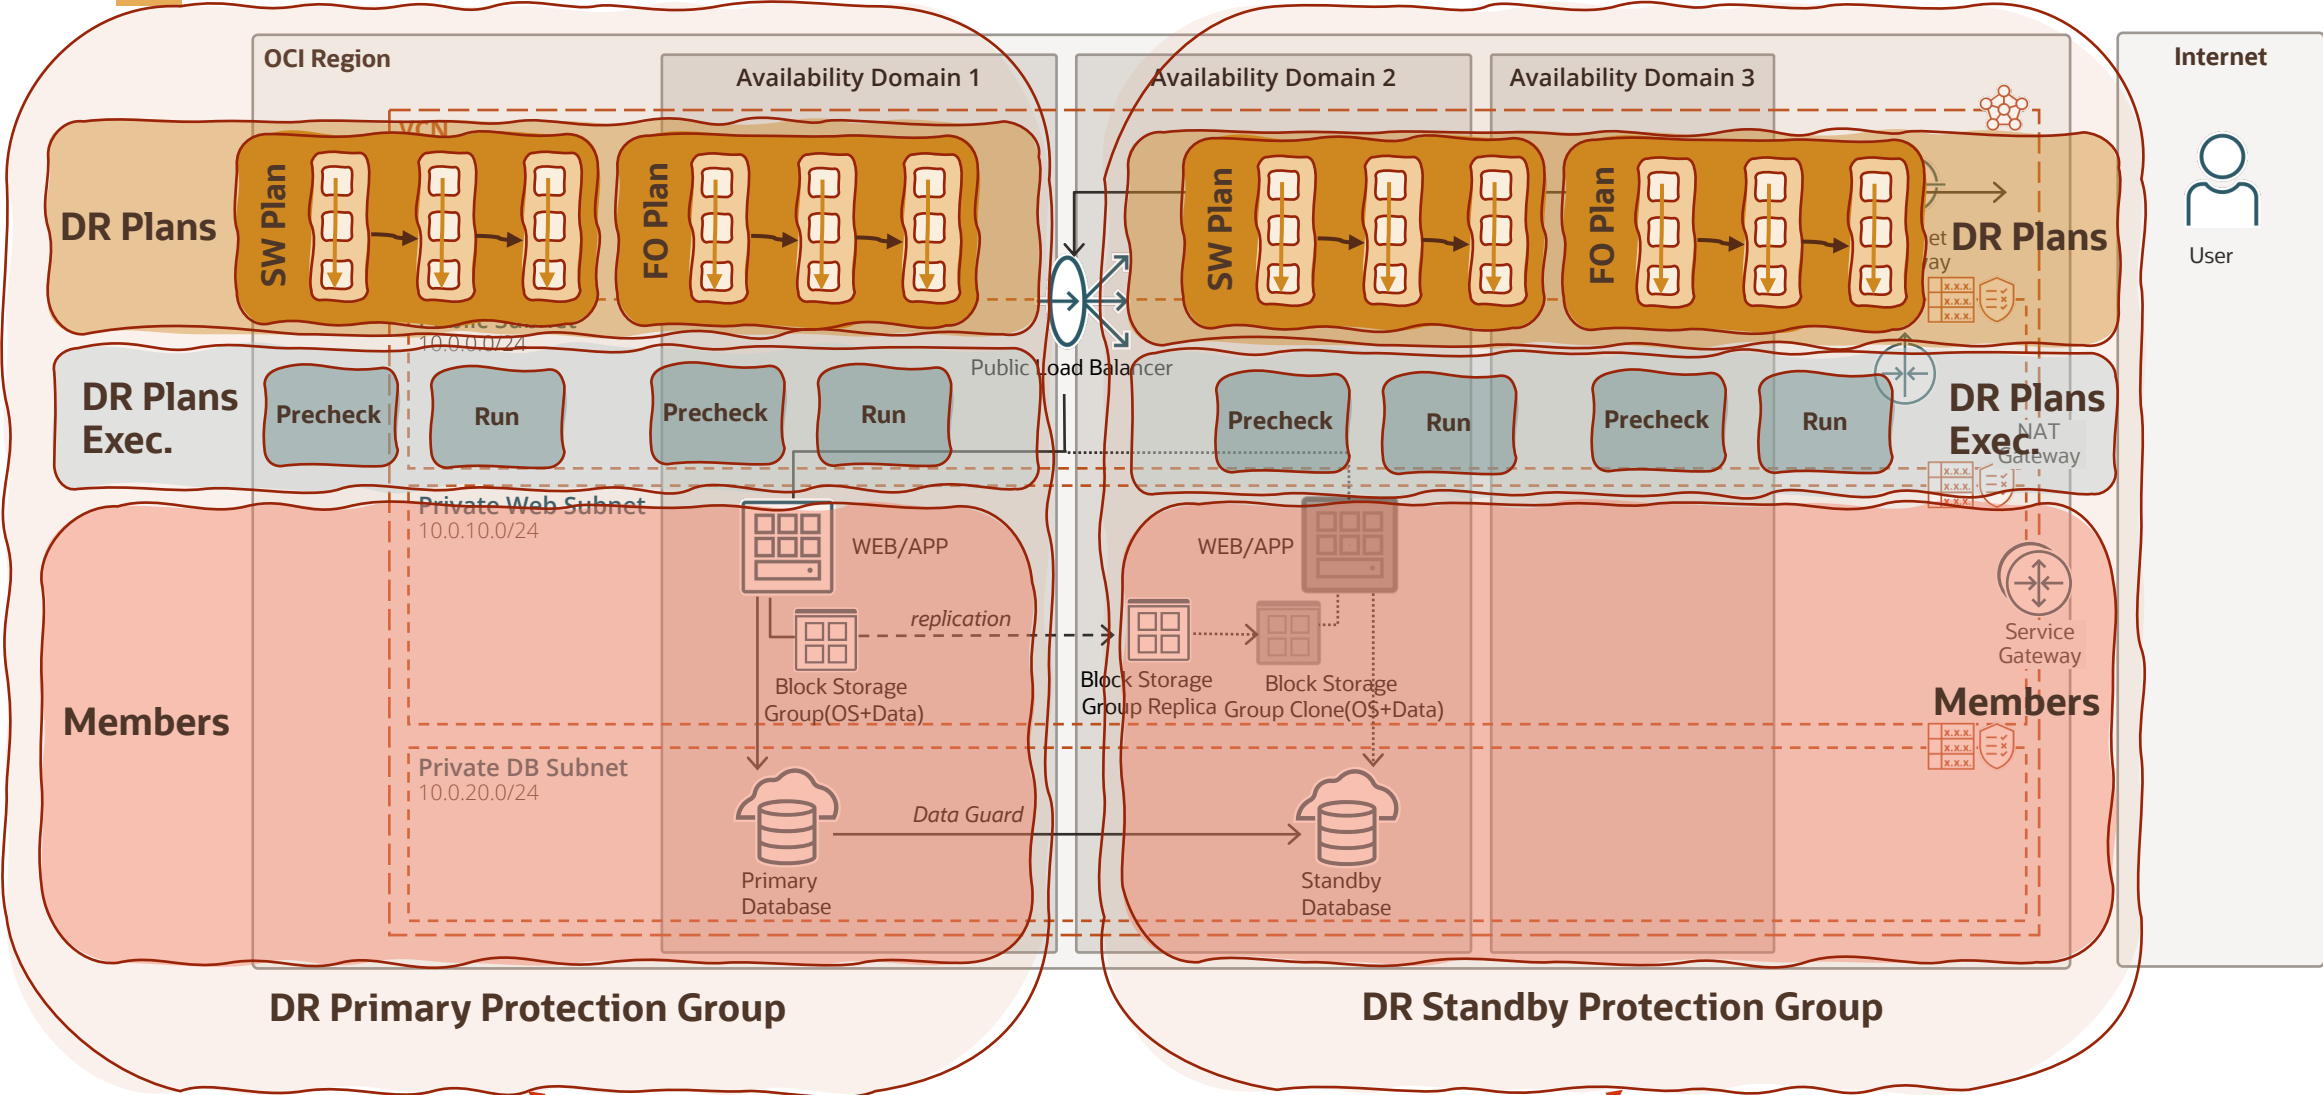 OCI Region
Availability Domain 1
Availability Domain 2
Availability Domain 3
Internet
VCN
DR Plans
SW Plan
FO Plan
SW Plan
FO Plan
DR Plans
User
x.x.x.
x.x.x.
x.x.x.
10.0.0.0/24
Public Load Balancer
DR Plans
Exec.
Precheck
Run
Precheck
Run
Precheck
Run
Precheck
Run
DR Plans
Exec.
NAT
Gateway
x.x.x.
x.x.x.
x.x.x.
Private Web Subnet
10.0.10.0/24
WEB/APP
WEB/APP
replication
Service
Gateway
Block Storage
Group(OS+Data)
Block Storage
Group Replica
Block Storage
Group Clone(OS+Data)
Members
Members
x.x.x.
x.x.x.
x.x.x.
Private DB Subnet
10.0.20.0/24
Data Guard
Primary
Database
Standby
Database
DR Primary Protection Group
DR Standby Protection Group